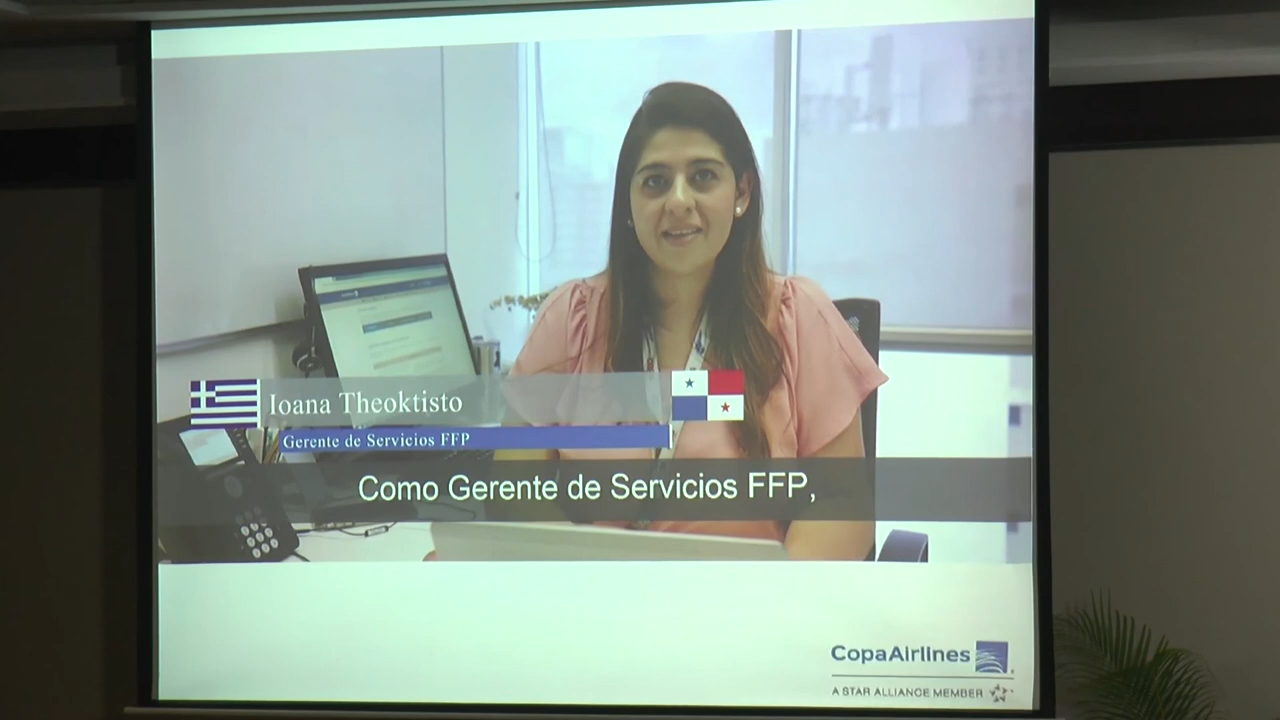 Ioana Theoktisto
Gerente de Servicios FFP
Como Gerente de Servicios FFP,
CopaAirlines
A STAR ALLIANCE MEMBER